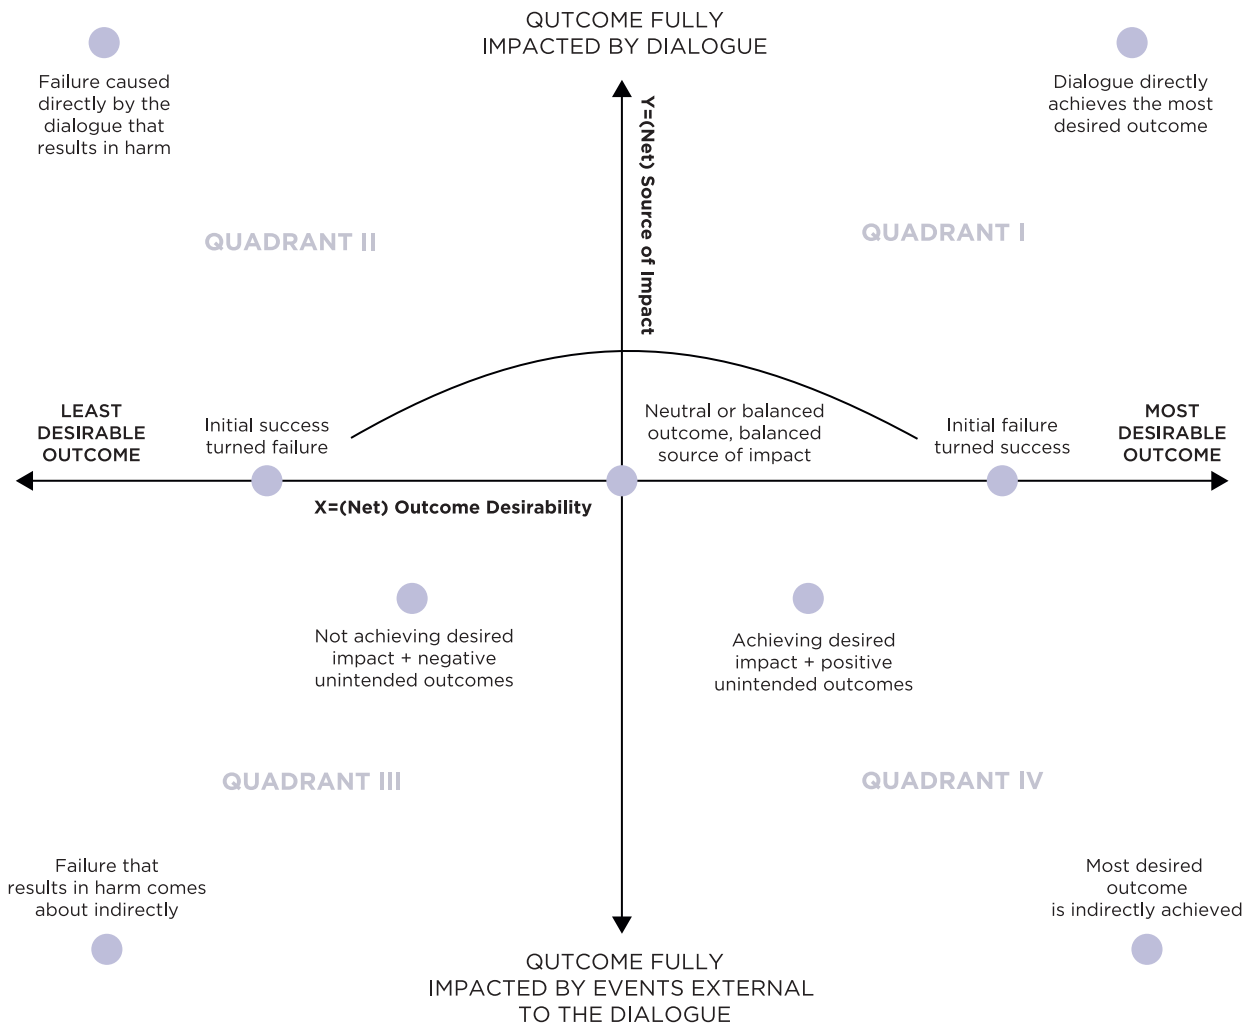 QUTCOME FULLY
IMPACTED BY DIALOGUE
Failure caused
directly by the
dialogue that
results in harm
Dialogue directly
achieves the most
desired outcome
Y=(Net) Source of Impact
QUADRANT II
QUADRANT I
LEAST
DESIRABLE
OUTCOME
Initial success
turned failure
Neutral or balanced
outcome, balanced
source of impact
Initial failure
turned success
MOST
DESIRABLE
OUTCOME
X=(Net) Outcome Desirability
Not achieving desired
impact + negative
unintended outcomes
Achieving desired
impact + positive
unintended outcomes
QUADRANT III
QUADRANT IV
Failure that
results in harm comes
about indirectly
Most desired
outcome
is indirectly achieved
QUTCOME FULLY
IMPACTED BY EVENTS EXTERNAL
TO THE DIALOGUE